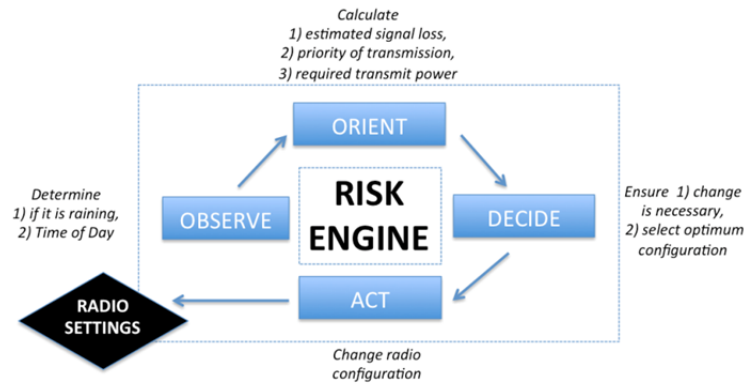 Calculate
1) estimated signal loss,
2) priority of transmission,
3) required transmit power
ORIENT
Determine
1) if it is raining,
2) Time of Day
OBSERVE
RISK
ENGINE
DECIDE
Ensure 1) change
is necessary,
2) select optimum
configuration
ACT
RADIO
SETTINGS
Change radio
configuration